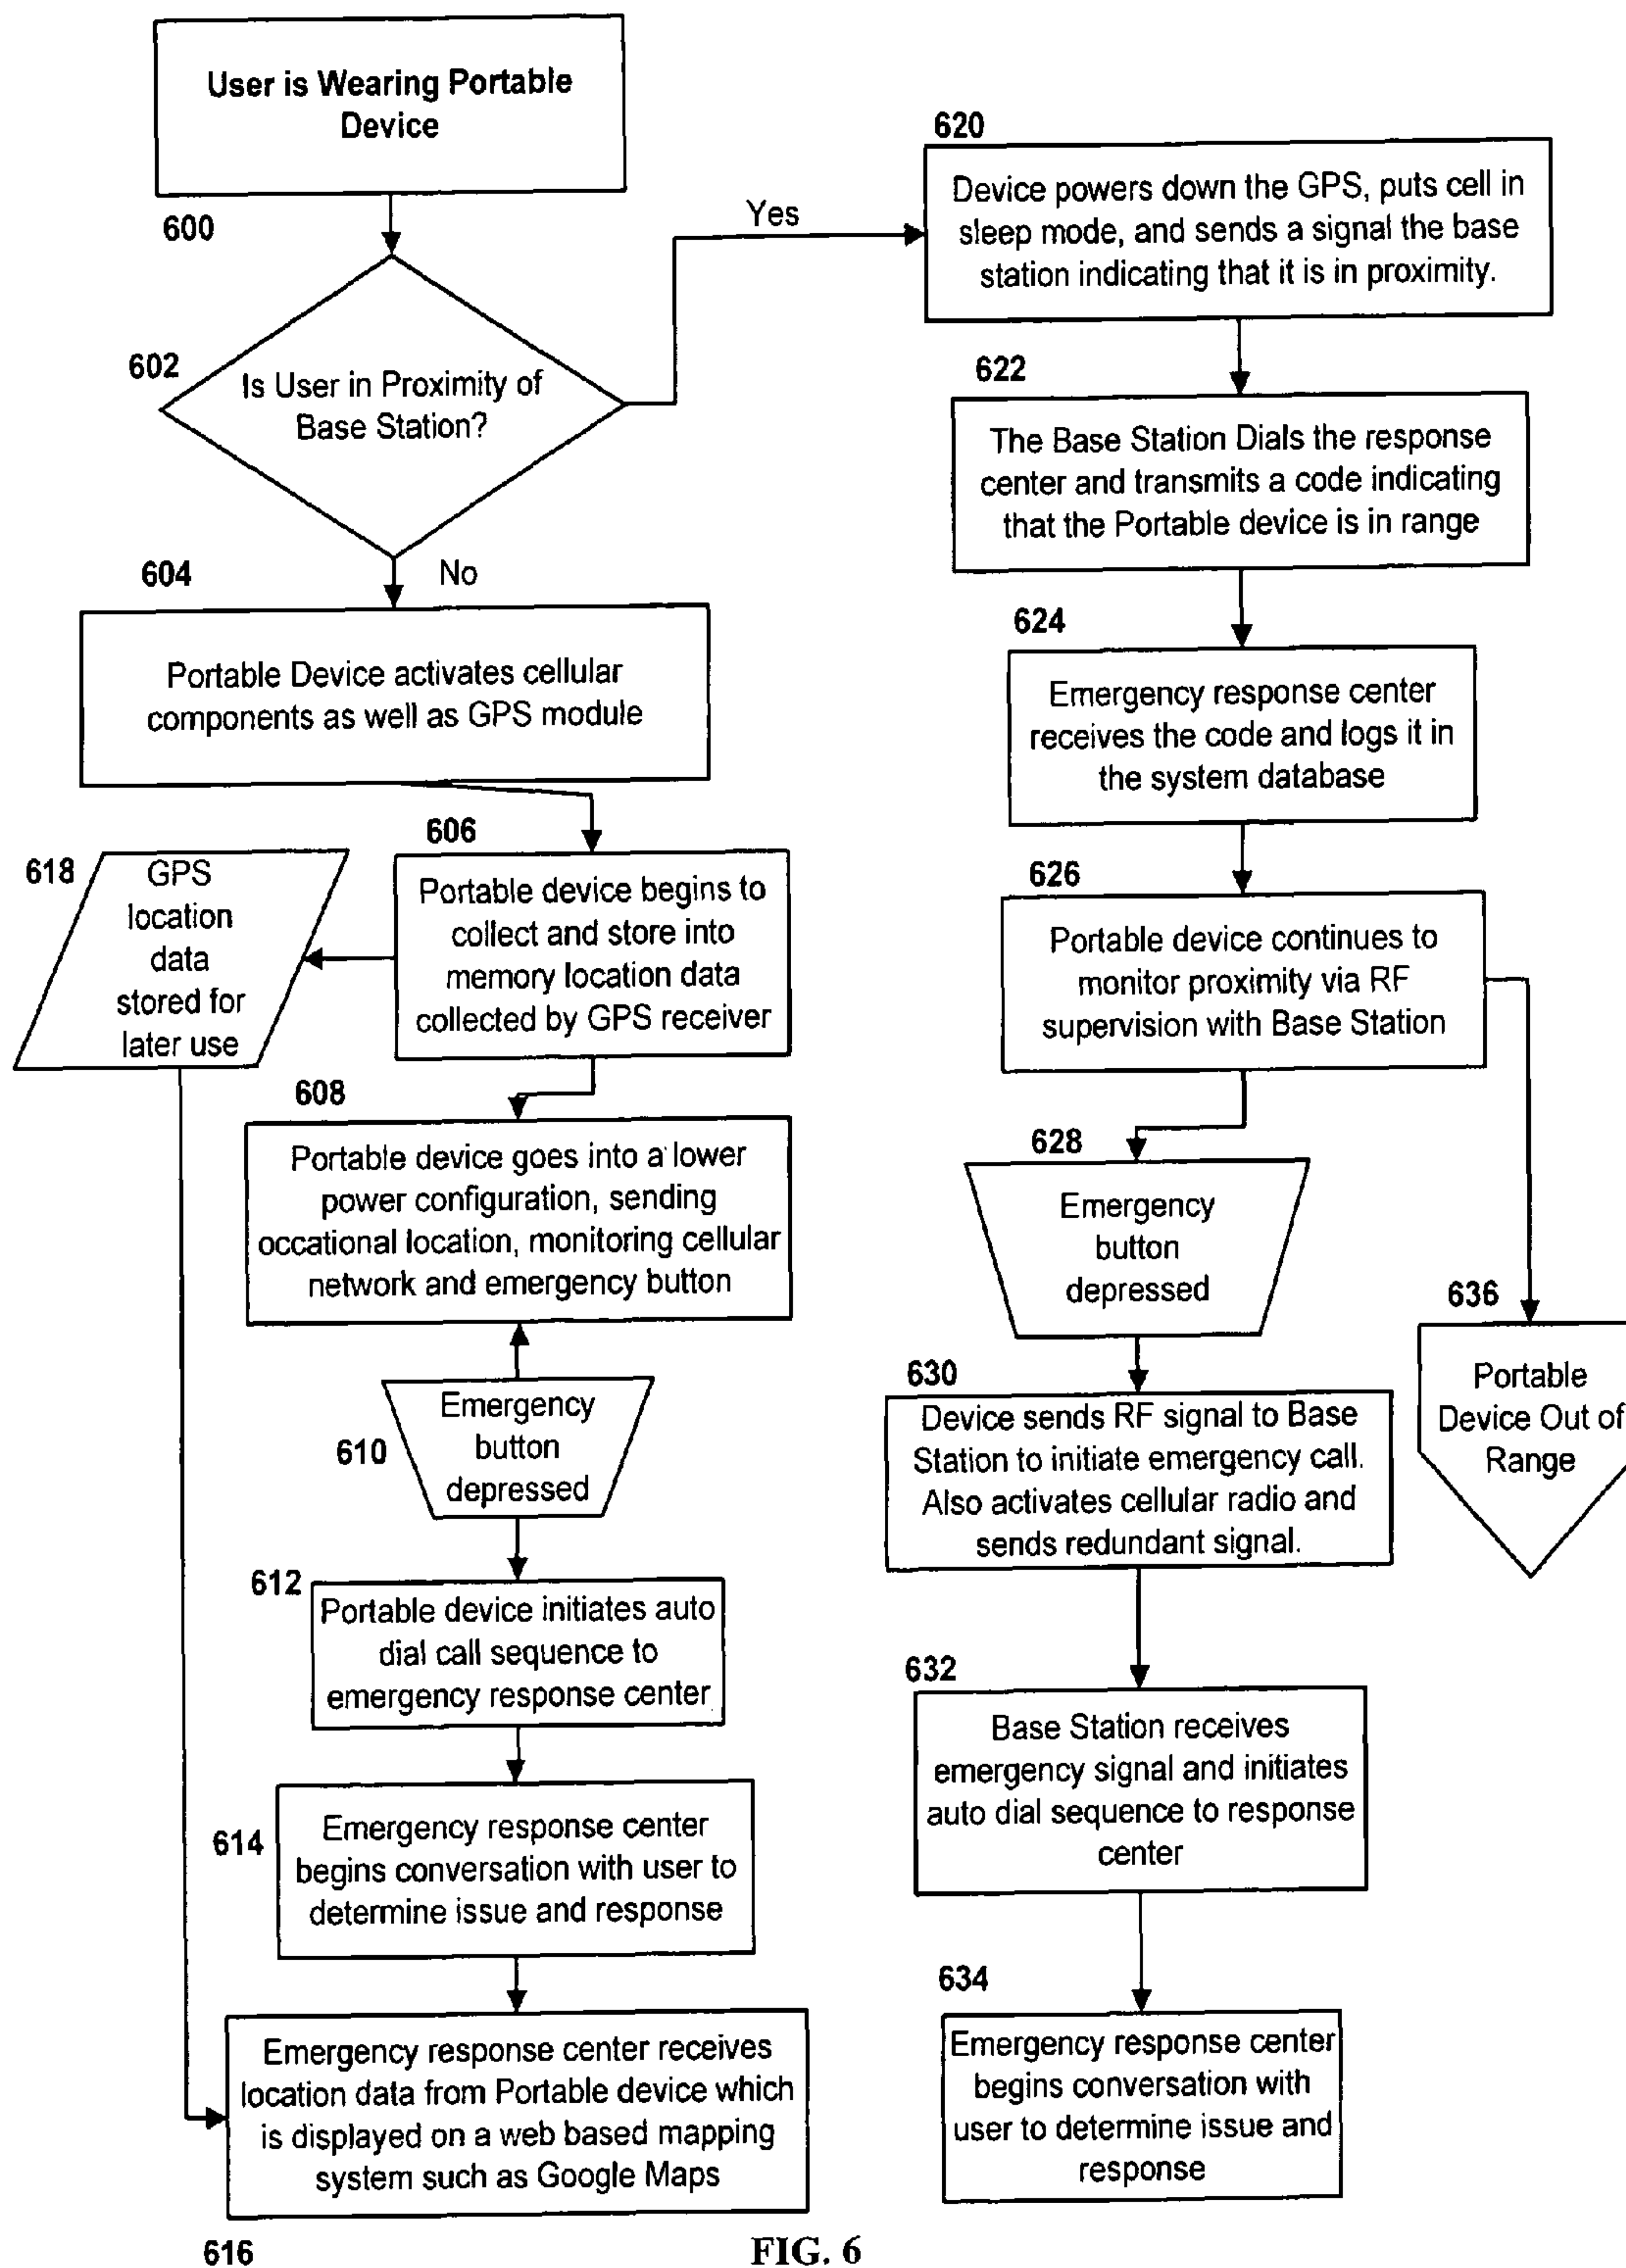 User is Wearing Portable
Device
600
602
Is User in Proximity of
Base Station?
Yes
No
604
Portable Device activates cellular
components as well as GPS module
606
Portable device begins to
collect and store into
memory location data
collected by GPS receiver
618
GPS
location
data
stored for
later use
608
Portable device goes into a lower
power configuration, sending
occational location, monitoring cellular
network and emergency button
610
Emergency
button
depressed
612
Portable device initiates auto
dial call sequence to
emergency response center
614
Emergency response center
begins conversation with user to
determine issue and response
Emergency response center receives
location data from Portable device which
is displayed on a web based mapping
system such as Google Maps
616
620
Device powers down the GPS, puts cell in
sleep mode, and sends a signal the base
station indicating that it is in proximity.
622
The Base Station Dials the response
center and transmits a code indicating
that the Portable device is in range
624
Emergency response center
receives the code and logs it in
the system database
626
Portable device continues to
monitor proximity via RF
supervision with Base Station
628
Emergency
button
depressed
636
Portable
Device Out of
Range
630
Device sends RF signal to Base
Station to initiate emergency call.
Also activates cellular radio and
sends redundant signal.
632
Base Station receives
emergency signal and initiates
auto dial sequence to response
center
634
Emergency response center
begins conversation with
user to determine issue and
response
FIG. 6